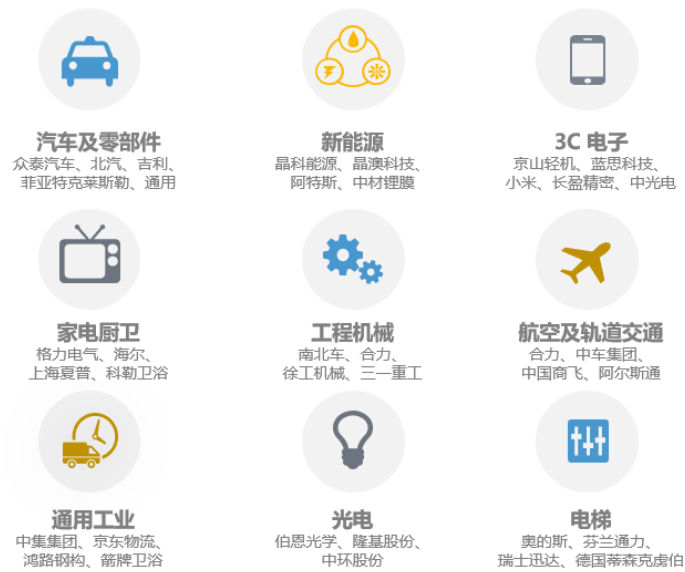 汽车及零部件
众泰汽车、北汽、吉利、
菲亚特克莱斯勒、通用
新能源
晶科能源、晶澳科技、
阿特斯、中材锂膜
3C 电子
京山轻机、蓝思科技、
小米、长盈精密、中光电
家电厨卫
格力电气、海尔、
上海夏普、科勒卫浴
工程机械
南北车、合力、
徐工机械、三一重工
航空及轨道交通
合力、中车集团、
中国商飞、阿尔斯通
通用工业
中集集团、京东物流、
鸿路钢构、箭牌卫浴
光电
伯恩光学、隆基股份、
中环股份
电梯
奥的斯、芬兰通力、
瑞士迅达、德国蒂森克虏伯